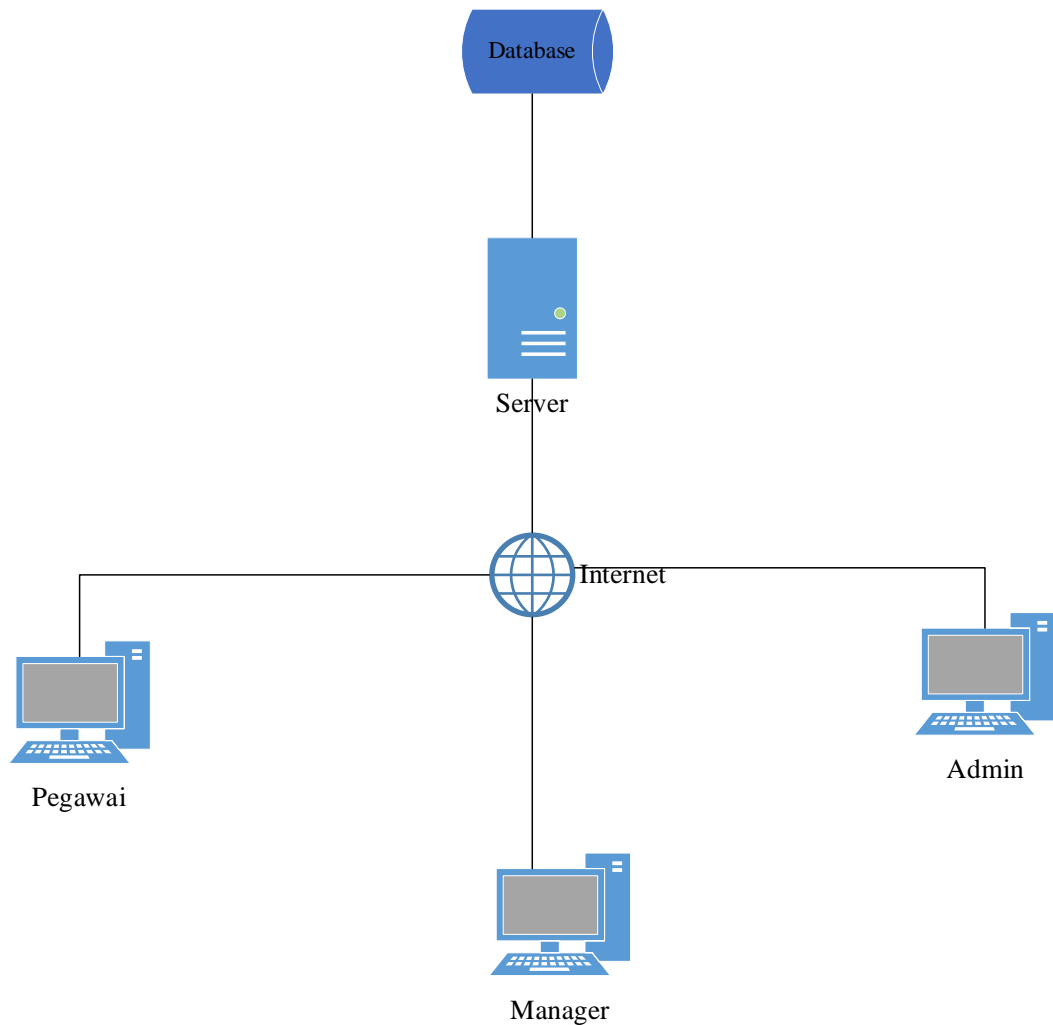 Database
Server
Internet
Pegawai
Admin
Manager